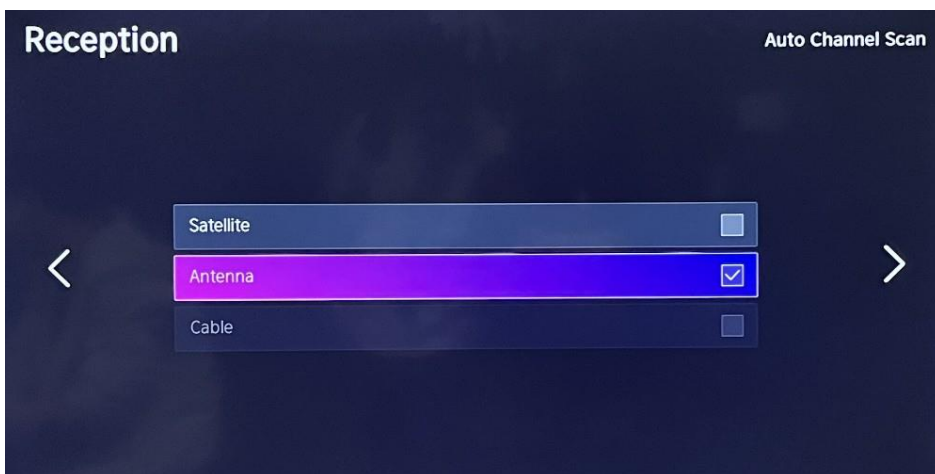 Reception
Auto Channel Scan
Satellite
Antenna
Cable